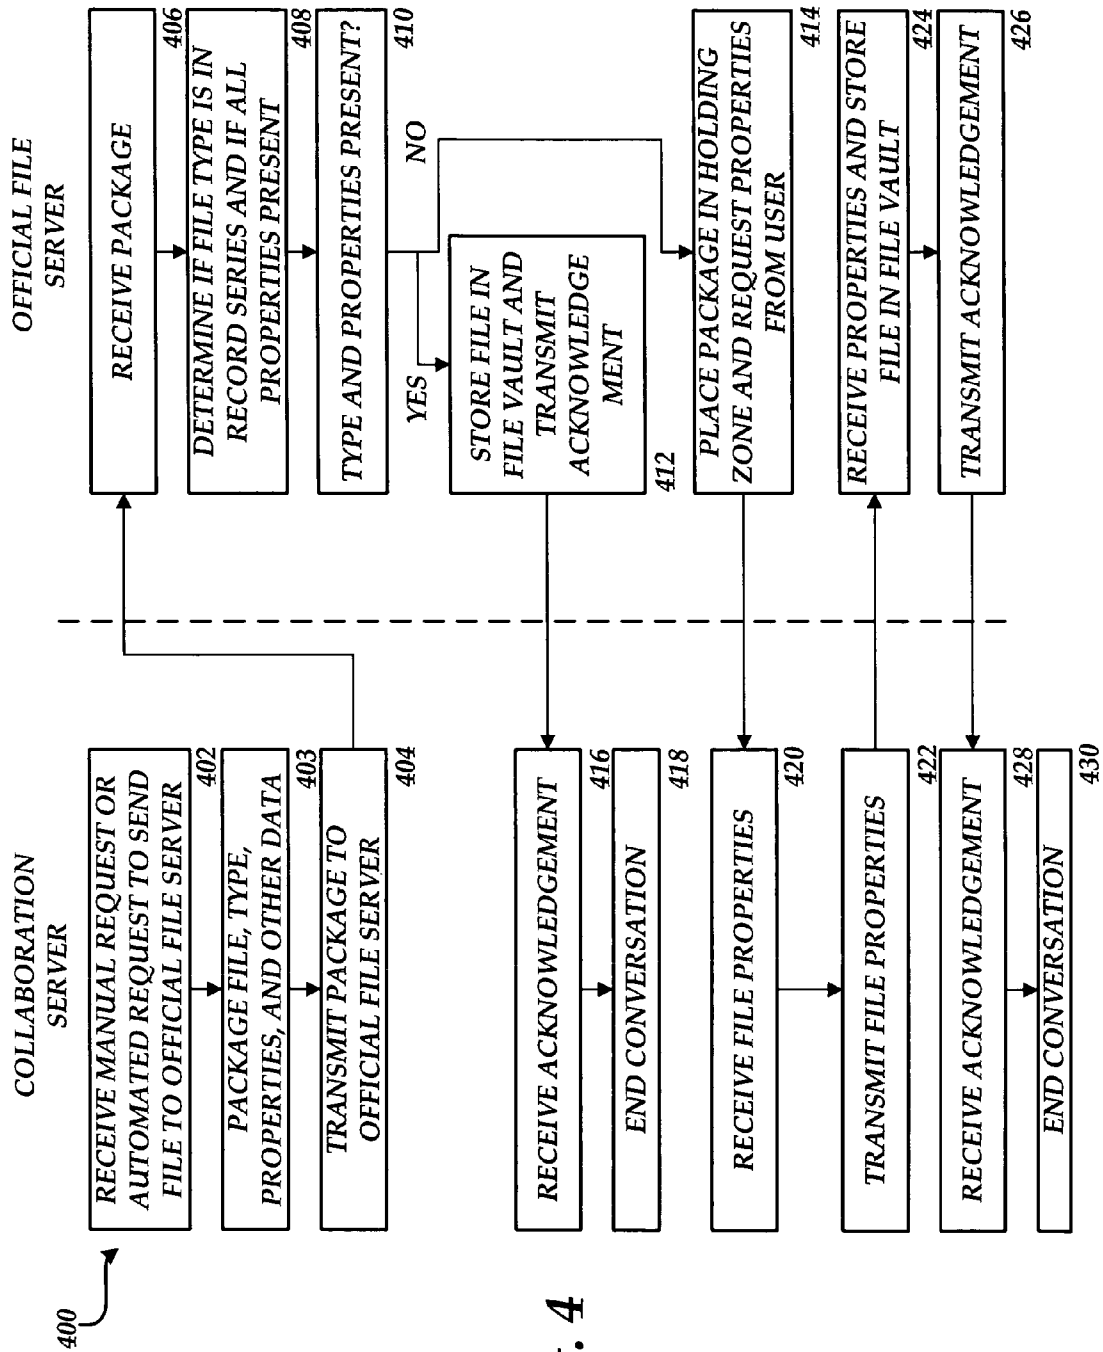 COLLABORATION
SERVER
OFFICIAL FILE
SERVER
400
RECEIVE MANUAL REQUEST OR
AUTOMATED REQUEST TO SEND
FILE TO OFFICIAL FILE SERVER
402
PACKAGE FILE, TYPE,
PROPERTIES, AND OTHER DATA
403
TRANSMIT PACKAGE TO
OFFICIAL FILE SERVER
404
RECEIVE PACKAGE
406
DETERMINE IF FILE TYPE IS IN
RECORD SERIES AND IF ALL
PROPERTIES PRESENT
408
TYPE AND PROPERTIES PRESENT?
410
YES
NO
STORE FILE IN
FILE VAULT AND
TRANSMIT
ACKNOWLEDGE
MENT
412
PLACE PACKAGE IN HOLDING
ZONE AND REQUEST PROPERTIES
FROM USER
414
RECEIVE ACKNOWLEDGEMENT
416
END CONVERSATION
418
RECEIVE FILE PROPERTIES
420
TRANSMIT FILE PROPERTIES
422
RECEIVE PROPERTIES AND STORE
FILE IN FILE VAULT
424
TRANSMIT ACKNOWLEDGEMENT
426
RECEIVE ACKNOWLEDGEMENT
428
END CONVERSATION
430
. 4